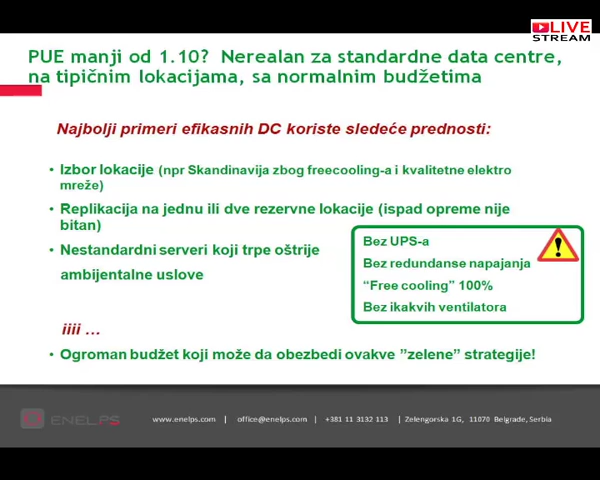 LIVE
STREAM
PUE manji od 1.10?  Nerealan za standardne data centre,
na tipičnim lokacijama, sa normalnim budžetima
Najbolji primeri efikasnih DC koriste sledeće prednosti:
• Izbor lokacije (npr Skandinavija zbog freecooling-a i kvalitetne elektro
mreže)
• Replikacija na jednu ili dve rezervne lokacije (ispad opreme nije
bitan)
• Nestandardni serveri koji trpe oštrije
ambijentalne uslove
Bez UPS-a
Bez redundanse napajanja
“Free cooling” 100%
Bez ikakvih ventilatora
iiii ...
• Ogroman budžet koji može da obezbedi ovakve ”zelene” strategije!
ENELPS
www.enelps.com | office@enelps.com | +381 11 3132 113 | Zelengorska 1G, 11070 Belgrade, Serbia